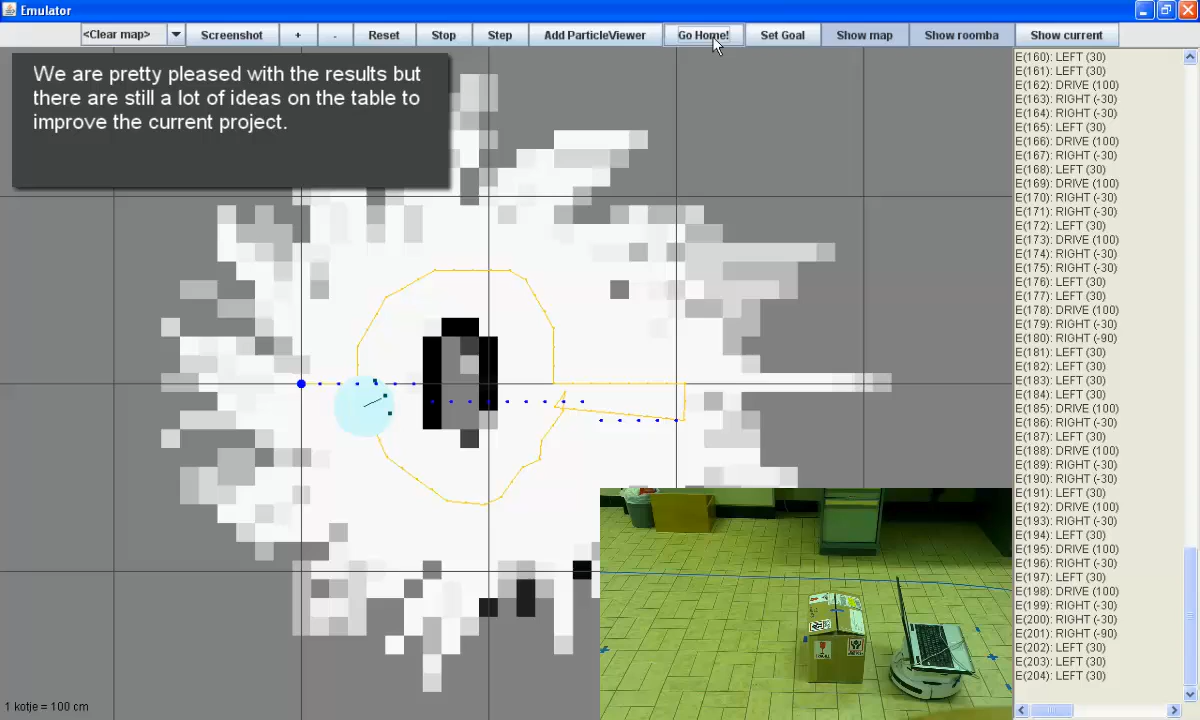 Emulator
<Clear map>
Screenshot
+
-
Reset
Stop
Step
Add ParticleViewer
Go Home!
Set Goal
Show map
Show roomba
Show current
We are pretty pleased with the results but
there are still a lot of ideas on the table to
improve the current project.
E(160): LEFT (30)
E(161): LEFT (30)
E(162): DRIVE (100)
E(163): RIGHT (-30)
E(164): RIGHT (-30)
E(165): LEFT (30)
E(166): DRIVE (100)
E(167): RIGHT (-30)
E(168): LEFT (30)
E(169): DRIVE (100)
E(170): RIGHT (-30)
E(171): RIGHT (-30)
E(172): LEFT (30)
E(173): DRIVE (100)
E(174): RIGHT (-30)
E(175): RIGHT (-30)
E(176): LEFT (30)
E(177): LEFT (30)
E(178): DRIVE (100)
E(179): RIGHT (-30)
E(180): RIGHT (-90)
E(181): LEFT (30)
E(182): LEFT (30)
E(183): LEFT (30)
E(184): LEFT (30)
E(185): DRIVE (100)
E(186): RIGHT (-30)
E(187): LEFT (30)
E(188): DRIVE (100)
E(189): RIGHT (-30)
E(190): RIGHT (-30)
E(191): LEFT (30)
E(192): DRIVE (100)
E(193): RIGHT (-30)
E(194): LEFT (30)
E(195): DRIVE (100)
E(196): RIGHT (-30)
E(197): LEFT (30)
E(198): DRIVE (100)
E(199): RIGHT (-30)
E(200): RIGHT (-30)
E(201): RIGHT (-90)
E(202): LEFT (30)
E(203): LEFT (30)
E(204): LEFT (30)
1 kotje = 100 cm